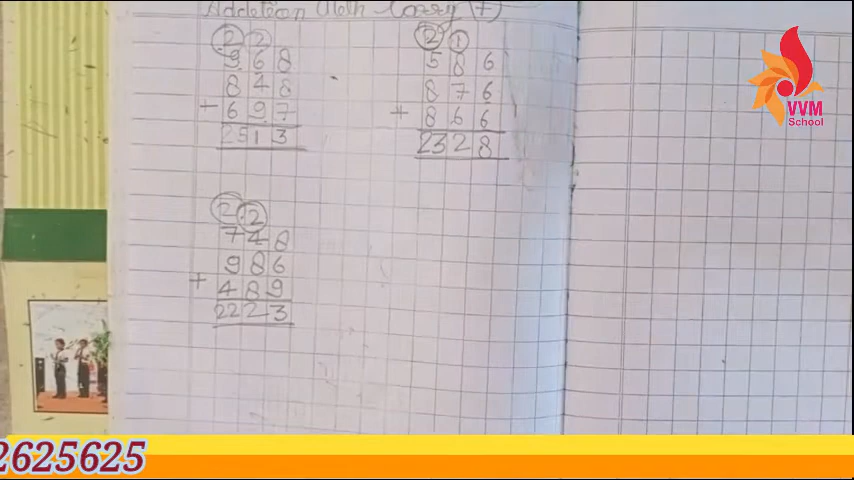 Addition With Carry (7)
2 2
9 6 8
8 4 8
+ 6 9 7
2 5 1 3
2 1
5 8 6
8 7 6
+ 8 6 6
2 3 2 8
2 2
7 4 8
9 8 6
+ 4 8 9
2 2 2 3
VVM
School
2625625